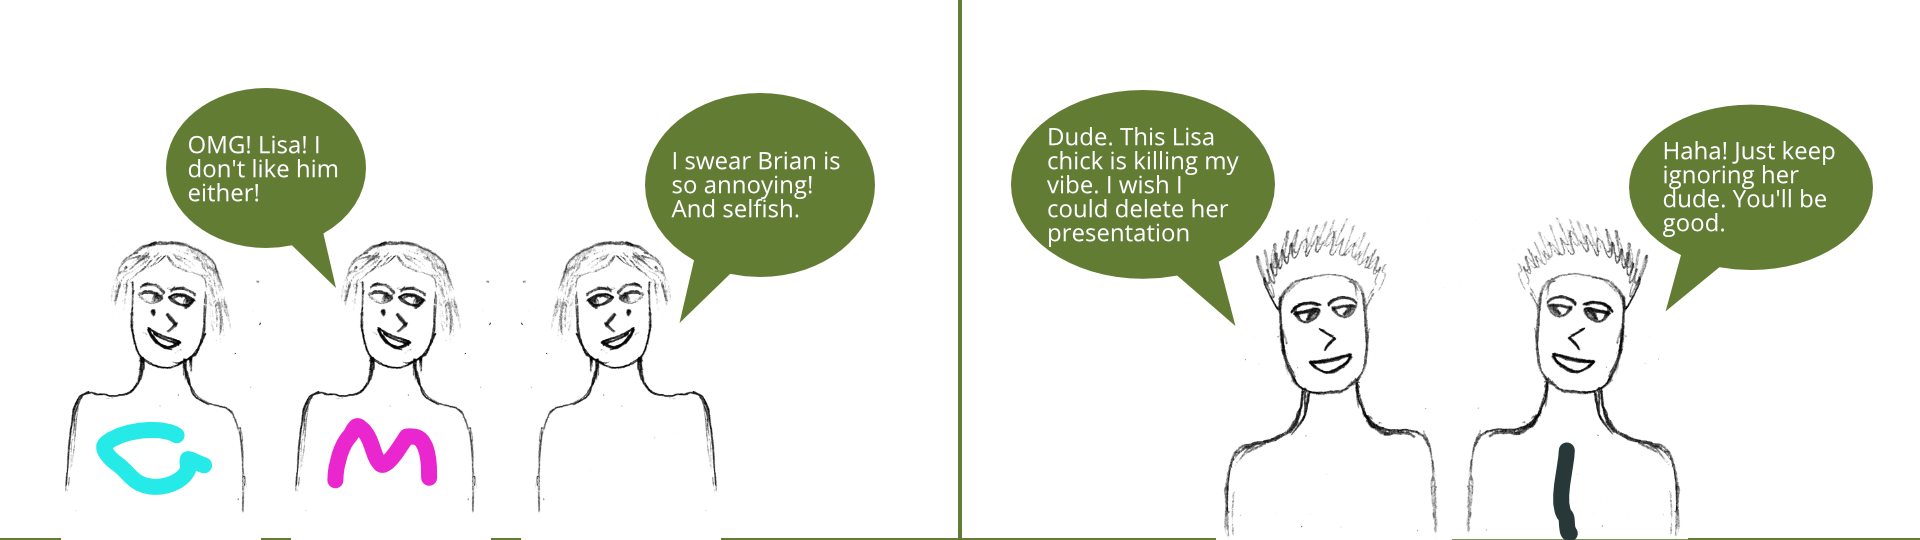 OMG! Lisa! I
don't like him
either!
I swear Brian is
so annoying!
And selfish.
G
M
Dude. This Lisa
chick is killing my
vibe. I wish I
could delete her
presentation
Haha! Just keep
ignoring her
dude. You'll be
good.
I